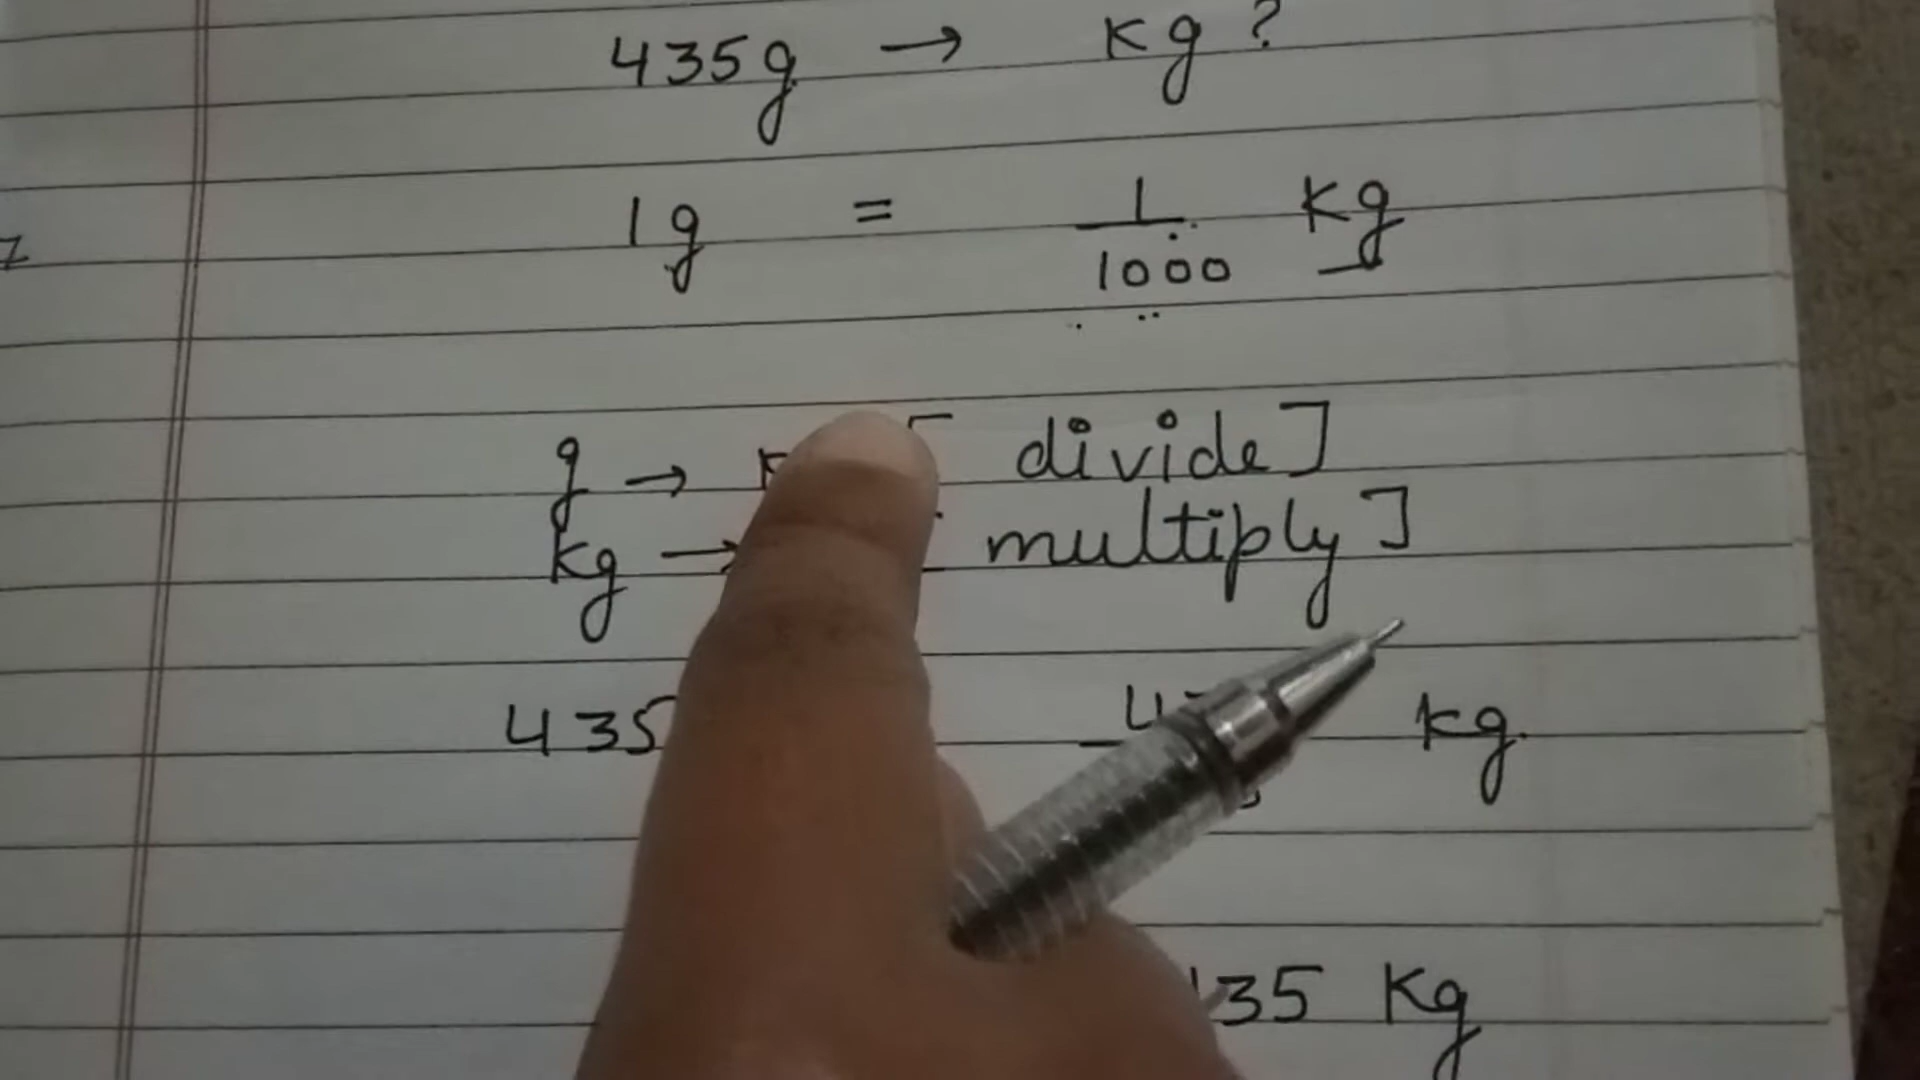 435g → kg ?
1g = 1/1000 kg
g → [ divide ]
kg → multiply ]
435 kg.
35 kg